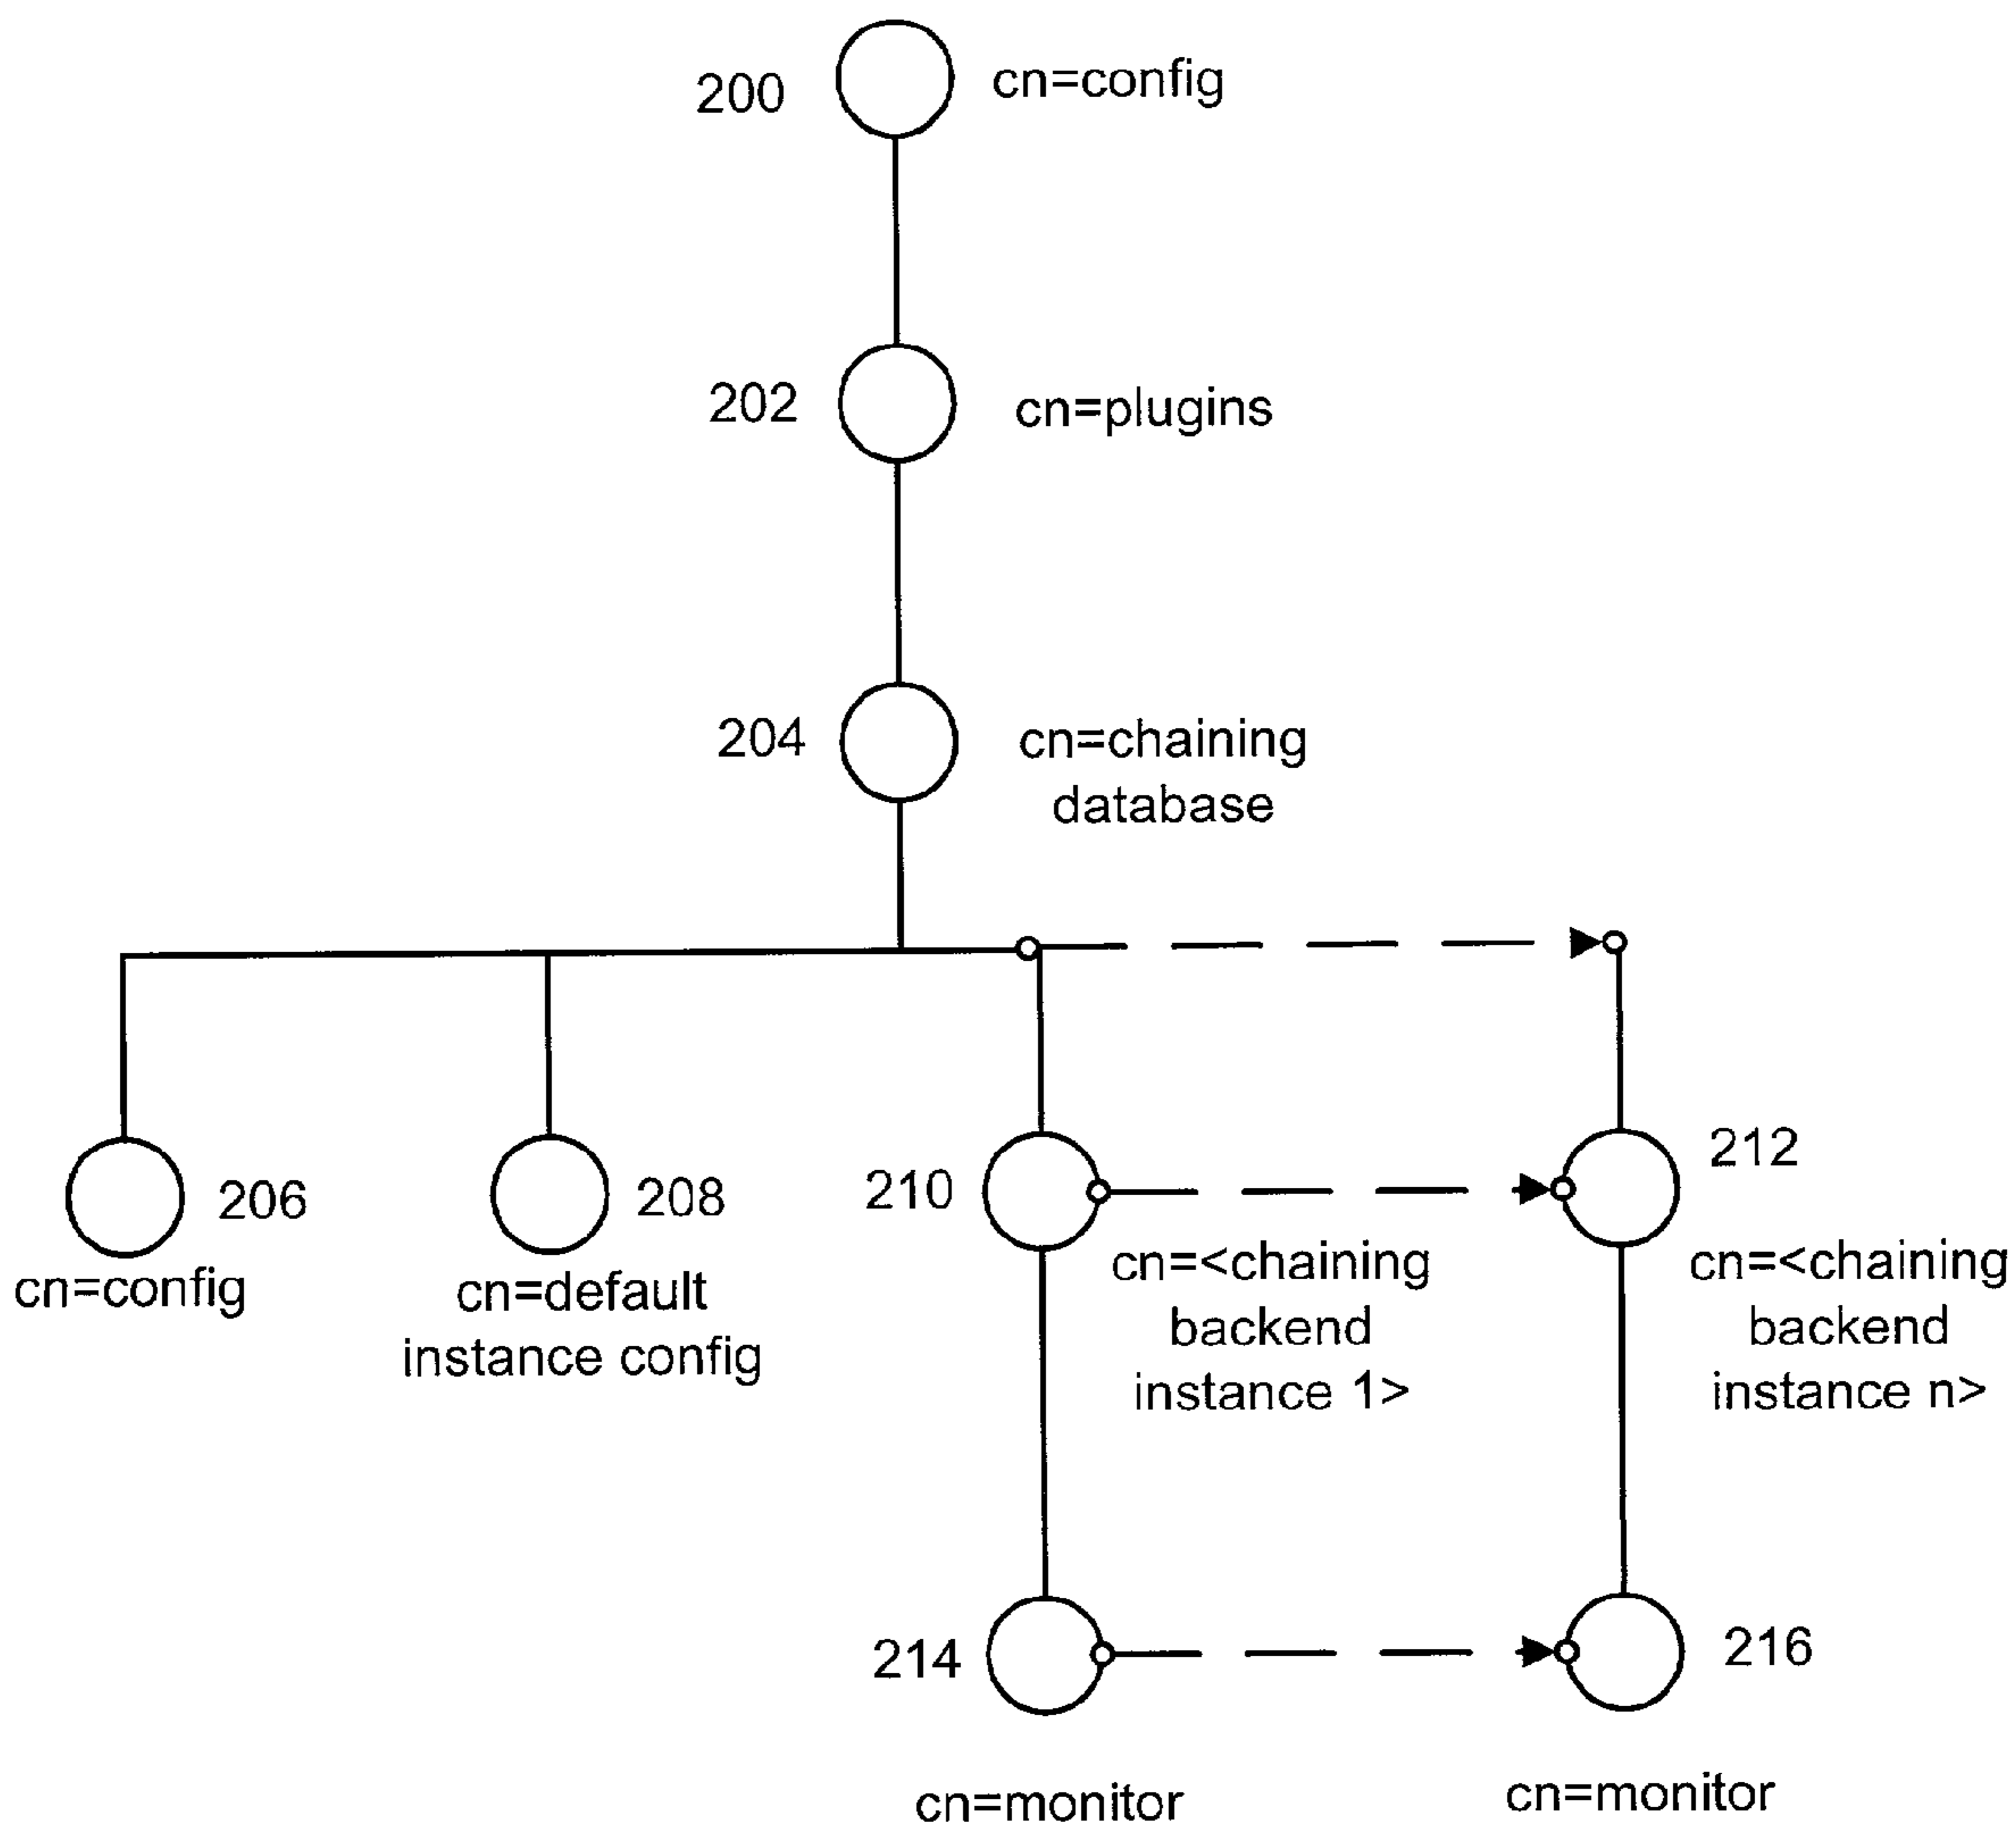 200
cn=config
202
cn=plugins
204
cn=chaining
database
206
cn=config
208
cn=default
instance config
210
cn=<chaining
backend
instance 1>
212
cn=<chaining
backend
instance n>
214
cn=monitor
216
cn=monitor